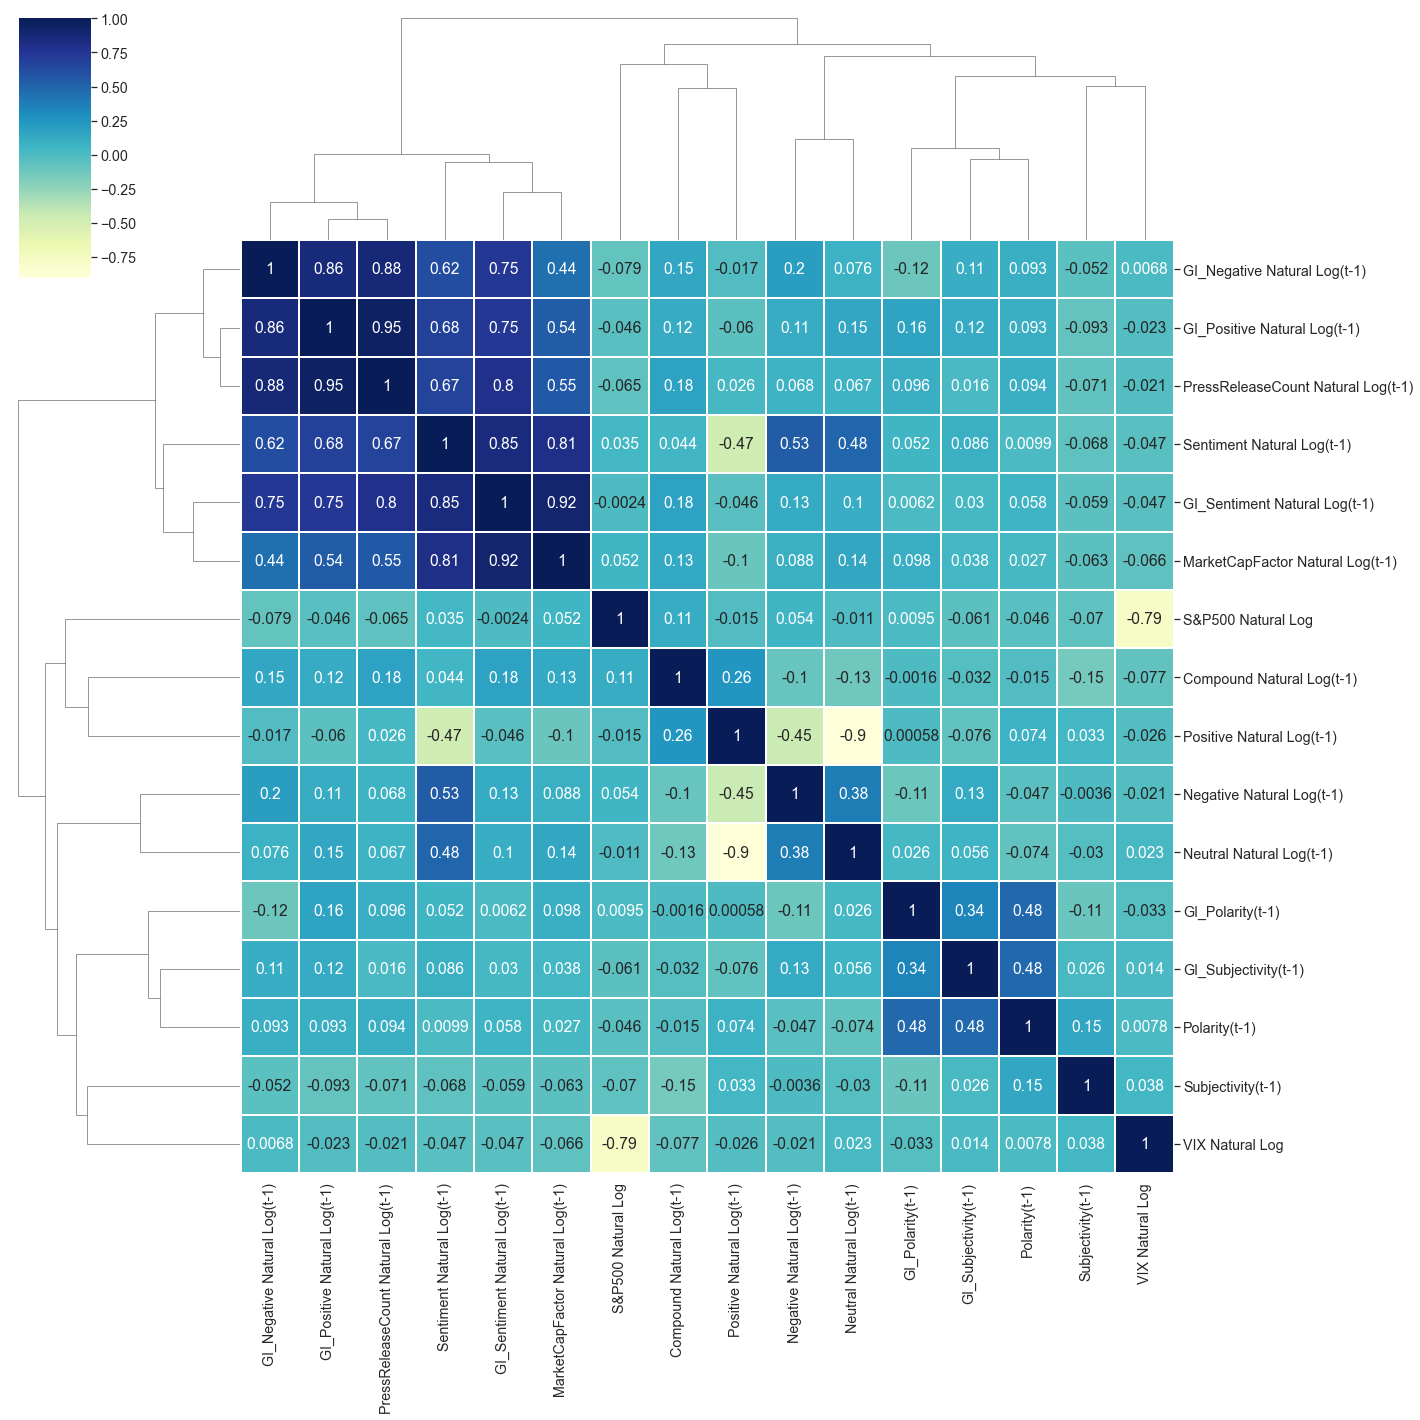 1.00
0.75
0.50
0.25
0.00
−0.25
−0.50
−0.75
1 0.86 0.88 0.62 0.75 0.44 -0.079 0.15 -0.017 0.2 0.076 -0.12 0.11 0.093 -0.052 0.0068 GI_Negative Natural Log(t-1)
0.86 1 0.95 0.68 0.75 0.54 -0.046 0.12 -0.06 0.11 0.15 0.16 0.12 0.093 -0.093 -0.023 GI_Positive Natural Log(t-1)
0.88 0.95 1 0.67 0.8 0.55 -0.065 0.18 0.026 0.068 0.067 0.096 0.016 0.094 -0.071 -0.021 PressReleaseCount Natural Log(t-1)
0.62 0.68 0.67 1 0.85 0.81 0.035 0.044 -0.47 0.53 0.48 0.052 0.086 0.0099 -0.068 -0.047 Sentiment Natural Log(t-1)
0.75 0.75 0.8 0.85 1 0.92 -0.0024 0.18 -0.046 0.13 0.1 0.0062 0.03 0.058 -0.059 -0.047 GI_Sentiment Natural Log(t-1)
0.44 0.54 0.55 0.81 0.92 1 0.052 0.13 -0.1 0.088 0.14 0.098 0.038 0.027 -0.063 -0.066 MarketCapFactor Natural Log(t-1)
-0.079 -0.046 -0.065 0.035 -0.0024 0.052 1 0.11 -0.015 0.054 -0.011 0.0095 -0.061 -0.046 -0.07 -0.79 S&P500 Natural Log
0.15 0.12 0.18 0.044 0.18 0.13 0.11 1 0.26 -0.1 -0.13 -0.0016 -0.032 -0.015 -0.15 -0.077 Compound Natural Log(t-1)
-0.017 -0.06 0.026 -0.47 -0.046 -0.1 -0.015 0.26 1 -0.45 -0.9 0.00058 -0.076 0.074 0.033 -0.026 Positive Natural Log(t-1)
0.2 0.11 0.068 0.53 0.13 0.088 0.054 -0.1 -0.45 1 0.38 -0.11 0.13 -0.047 -0.0036 -0.021 Negative Natural Log(t-1)
0.076 0.15 0.067 0.48 0.1 0.14 -0.011 -0.13 -0.9 0.38 1 0.026 0.056 -0.074 -0.03 0.023 Neutral Natural Log(t-1)
-0.12 0.16 0.096 0.052 0.0062 0.098 0.0095 -0.0016 0.00058 -0.11 0.026 1 0.34 0.48 -0.11 -0.033 GI_Polarity(t-1)
0.11 0.12 0.016 0.086 0.03 0.038 -0.061 -0.032 -0.076 0.13 0.056 0.34 1 0.48 0.026 0.014 GI_Subjectivity(t-1)
0.093 0.093 0.094 0.0099 0.058 0.027 -0.046 -0.015 0.074 -0.047 -0.074 0.48 0.48 1 0.15 0.0078 Polarity(t-1)
-0.052 -0.093 -0.071 -0.068 -0.059 -0.063 -0.07 -0.15 0.033 -0.0036 -0.03 -0.11 0.026 0.15 1 0.038 Subjectivity(t-1)
0.0068 -0.023 -0.021 -0.047 -0.047 -0.066 -0.79 -0.077 -0.026 -0.021 0.023 -0.033 0.014 0.0078 0.038 1 VIX Natural Log
GI_Negative Natural Log(t-1)
GI_Positive Natural Log(t-1)
PressReleaseCount Natural Log(t-1)
Sentiment Natural Log(t-1)
GI_Sentiment Natural Log(t-1)
MarketCapFactor Natural Log(t-1)
S&P500 Natural Log
Compound Natural Log(t-1)
Positive Natural Log(t-1)
Negative Natural Log(t-1)
Neutral Natural Log(t-1)
GI_Polarity(t-1)
GI_Subjectivity(t-1)
Polarity(t-1)
Subjectivity(t-1)
VIX Natural Log